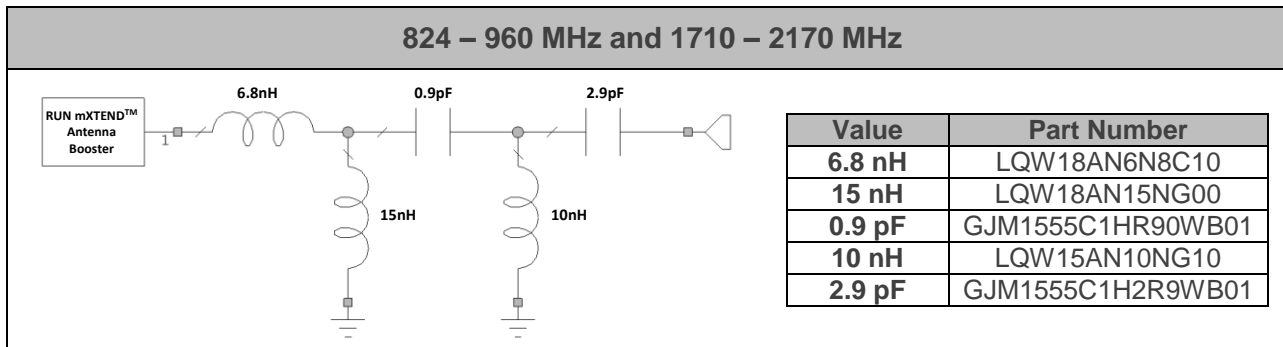 824 – 960 MHz and 1710 – 2170 MHz
6.8nH
0.9pF
2.9pF
RUN mXTEND™
Antenna
Booster
1
15nH
10nH
Value Part Number
6.8 nH LQW18AN6N8C10
15 nH LQW18AN15NG00
0.9 pF GJM1555C1HR90WB01
10 nH LQW15AN10NG10
2.9 pF GJM1555C1H2R9WB01